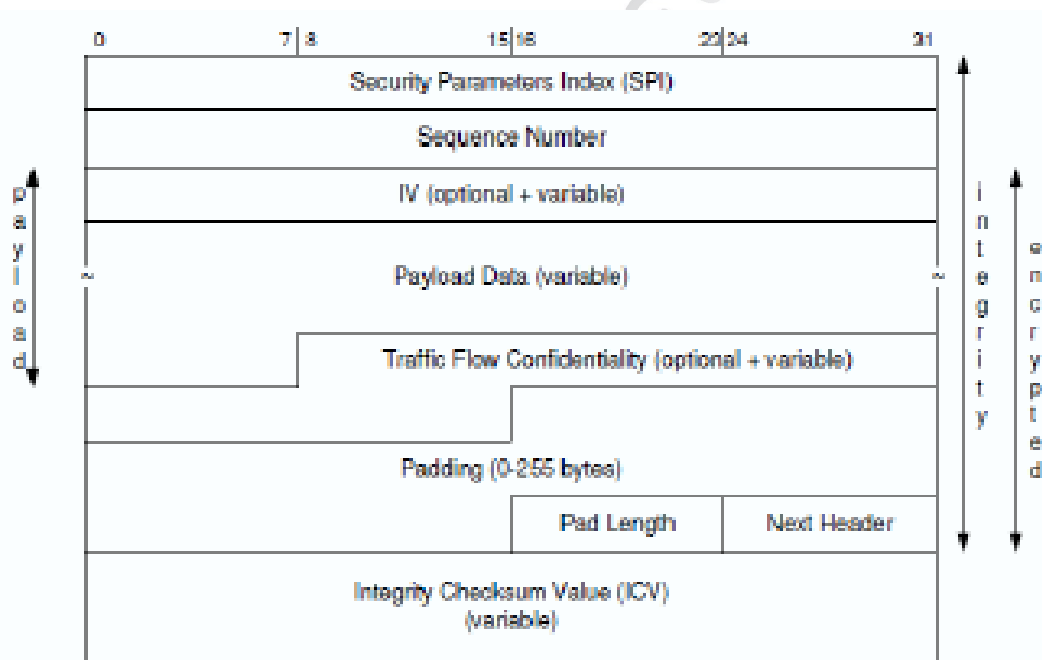 0 7 8 15 16 23 24 31
Security Parameters Index (SPI)
Sequence Number
IV (optional + variable)
Payload Data (variable)
Traffic Flow Confidentiality (optional + variable)
Padding (0-255 bytes)
Pad Length Next Header
Integrity Checksum Value (ICV)
(variable)
payload
integrity
encrypted